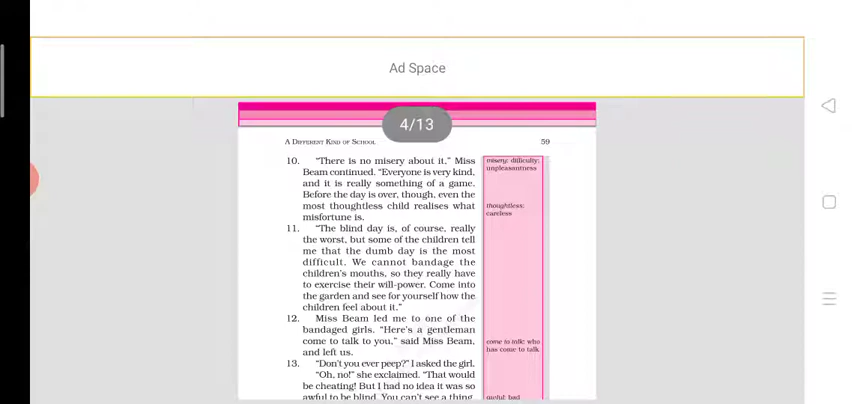 Ad Space
4/13
A DIFFERENT KIND OF SCHOOL 59
10. “There is no misery about it,” Miss
Beam continued. “Everyone is very kind,
and it is really something of a game.
Before the day is over, though, even the
most thoughtless child realises what
misfortune is.
misery: difficulty;
unpleasantness
thoughtless:
careless
11. “The blind day is, of course, really
the worst, but some of the children tell
me that the dumb day is the most
difficult. We cannot bandage the
children’s mouths, so they really have
to exercise their will-power. Come into
the garden and see for yourself how the
children feel about it.”
12. Miss Beam led me to one of the
bandaged girls. “Here’s a gentleman
come to talk to you,” said Miss Beam,
and left us.
come to talk: who
has come to talk
13. “Don’t you ever peep?” I asked the girl.
“Oh, no!” she exclaimed. “That would
be cheating! But I had no idea it was so
awful to be blind. You can’t see a thing.
awful: bad